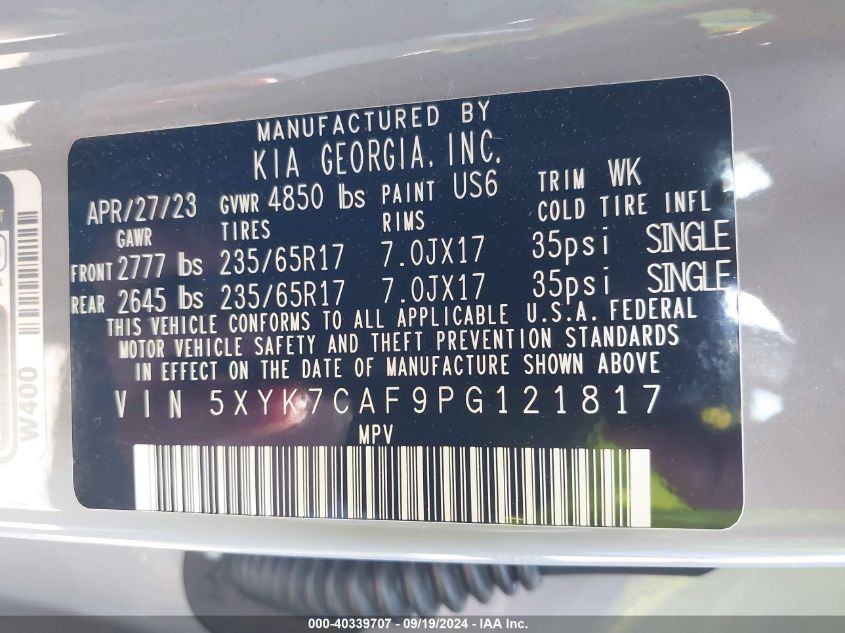 MANUFACTURED BY
KIA GEORGIA, INC.
APR/27/23 GVWR 4850 lbs PAINT US6 TRIM WK
GAWR TIRES RIMS COLD TIRE INFL
FRONT 2777 lbs 235/65R17 7.0JX17 35psi SINGLE
REAR 2645 lbs 235/65R17 7.0JX17 35psi SINGLE
THIS VEHICLE CONFORMS TO ALL APPLICABLE U.S.A. FEDERAL
MOTOR VEHICLE SAFETY AND THEFT PREVENTION STANDARDS
IN EFFECT ON THE DATE OF MANUFACTURE SHOWN ABOVE
VIN 5XYK7CAF9PG121817
MPV
W400
000-40339707 - 09/19/2024 - IAA Inc.